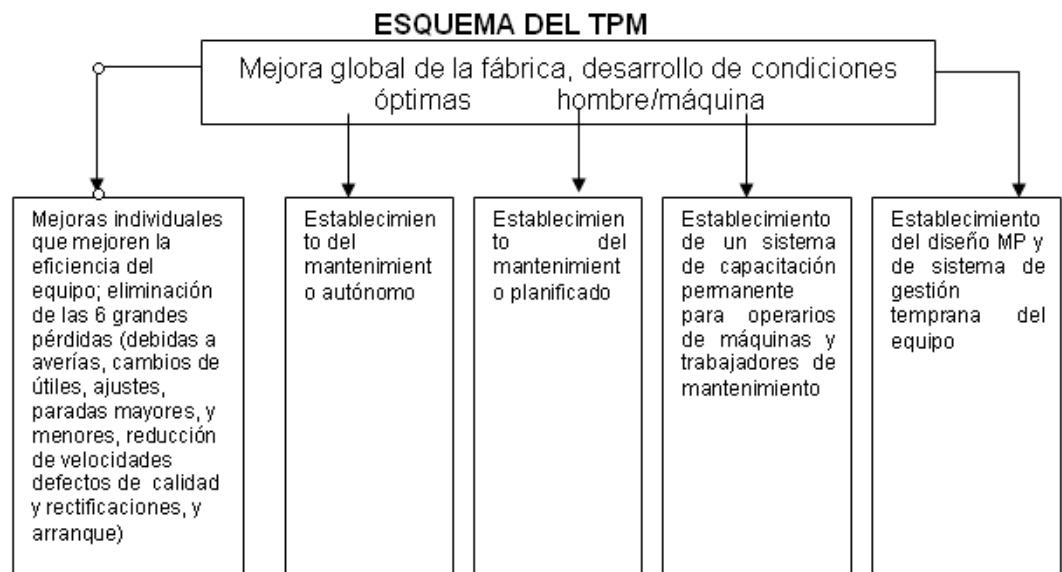 ESQUEMA DEL TPM
Mejora global de la fábrica, desarrollo de condiciones
óptimas hombre/máquina
Mejoras individuales
que mejoren la
eficiencia del
equipo; eliminación
de las 6 grandes
pérdidas (debidas a
averías, cambios de
útiles, ajustes,
paradas mayores, y
menores, reducción
de velocidades
defectos de calidad
y rectificaciones, y
arranque)
Establecimien
to del
mantenimient
o autónomo
Establecimien
to del
mantenimient
o planificado
Establecimiento
de un sistema
de capacitación
permanente
para operarios
de máquinas y
trabajadores de
mantenimiento
Establecimiento
del diseño MP y
de sistema de
gestión
temprana del
equipo